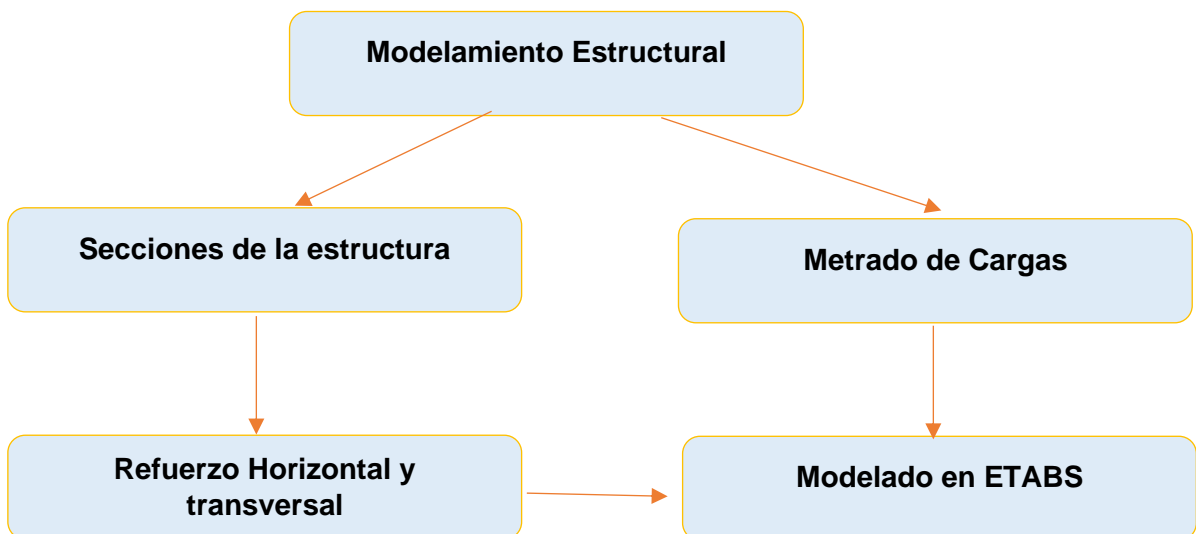 Modelamiento Estructural
Secciones de la estructura
Metrado de Cargas
Refuerzo Horizontal y
transversal
Modelado en ETABS